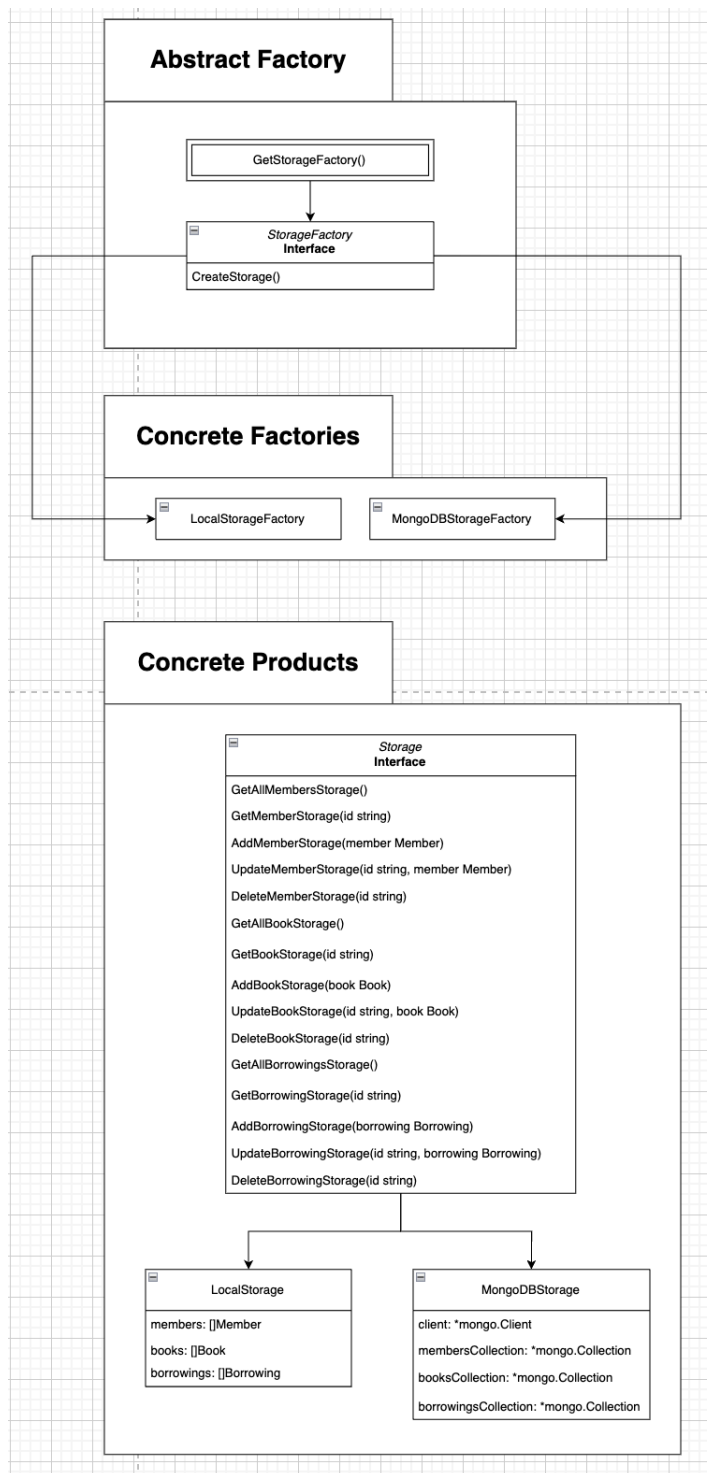 Abstract Factory
GetStorageFactory()
StorageFactory
Interface
CreateStorage()
Concrete Factories
LocalStorageFactory
MongoDBStorageFactory
Concrete Products
Storage
Interface
GetAllMembersStorage()
GetMemberStorage(id string)
AddMemberStorage(member Member)
UpdateMemberStorage(id string, member Member)
DeleteMemberStorage(id string)
GetAllBookStorage()
GetBookStorage(id string)
AddBookStorage(book Book)
UpdateBookStorage(id string, book Book)
DeleteBookStorage(id string)
GetAllBorrowingsStorage()
GetBorrowingStorage(id string)
AddBorrowingStorage(borrowing Borrowing)
UpdateBorrowingStorage(id string, borrowing Borrowing)
DeleteBorrowingStorage(id string)
LocalStorage
members: []Member
books: []Book
borrowings: []Borrowing
MongoDBStorage
client: *mongo.Client
membersCollection: *mongo.Collection
booksCollection: *mongo.Collection
borrowingsCollection: *mongo.Collection